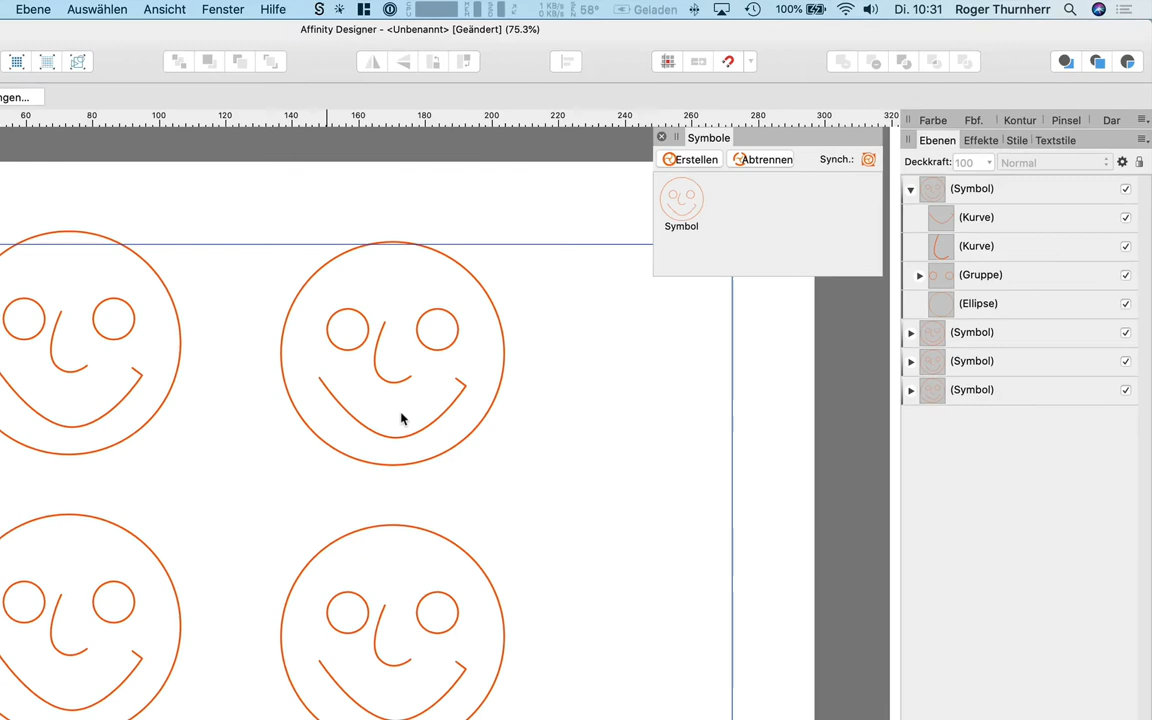 Ebene Auswählen Ansicht Fenster Hilfe 58° Geladen 100% Di. 10:31 Roger Thurnherr
Affinity Designer - <Unbenannt> [Geändert] (75.3%)
ngen...
60 80 100 120 140 160 180 200 220 240 260 280 300 320
Farbe Fbf. Kontur Pinsel Dar
Symbole
Ebenen Effekte Stile Textstile
Erstellen Abtrennen Synch.:
Deckkraft: 100 Normal
(Symbol)
(Kurve)
Symbol
(Kurve)
(Gruppe)
(Ellipse)
(Symbol)
(Symbol)
(Symbol)